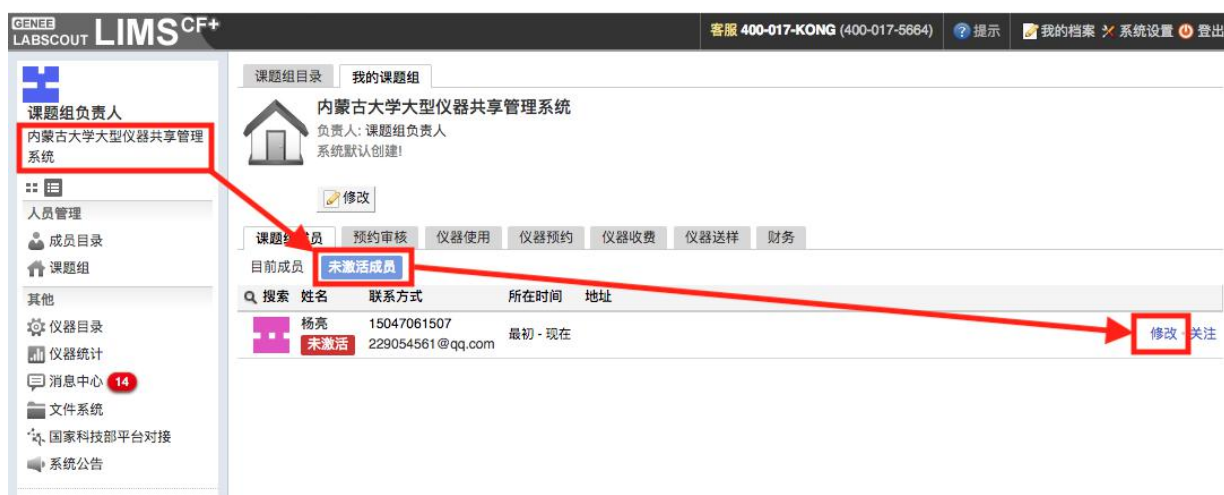 GENEE
LABSCOUT LIMS CF+
客服 400-017-KONG (400-017-5664) 提示 我的档案 系统设置 登出
课题组负责人
内蒙古大学大型仪器共享管理
系统
人员管理
成员目录
课题组
其他
仪器目录
仪器统计
消息中心 14
文件系统
国家科技部平台对接
系统公告
课题组目录 我的课题组
内蒙古大学大型仪器共享管理系统
负责人: 课题组负责人
系统默认创建!
修改
课题组成员 预约审核 仪器使用 仪器预约 仪器收费 仪器送样 财务
目前成员 未激活成员
搜索 姓名 联系方式 所在时间 地址
杨亮 15047061507
未激活 229054561@qq.com 最初 - 现在 修改 · 关注